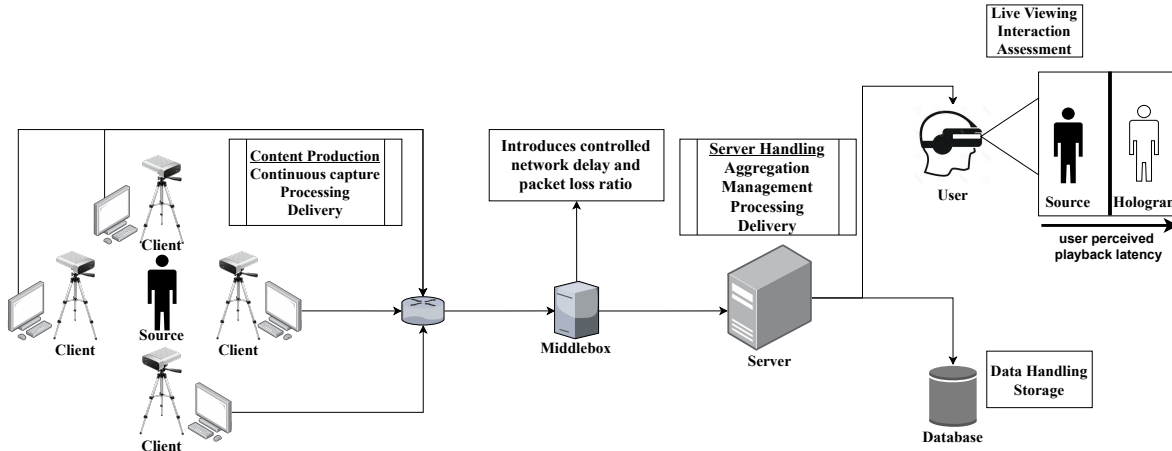 Live Viewing
Interaction
Assessment
Content Production
Continuous capture
Processing
Delivery
Introduces controlled
network delay and
packet loss ratio
Server Handling
Aggregation
Management
Processing
Delivery
User
Source
Hologram
user perceived
playback latency
Client
Client
Source
Client
Client
Middlebox
Server
Data Handling
Storage
Database